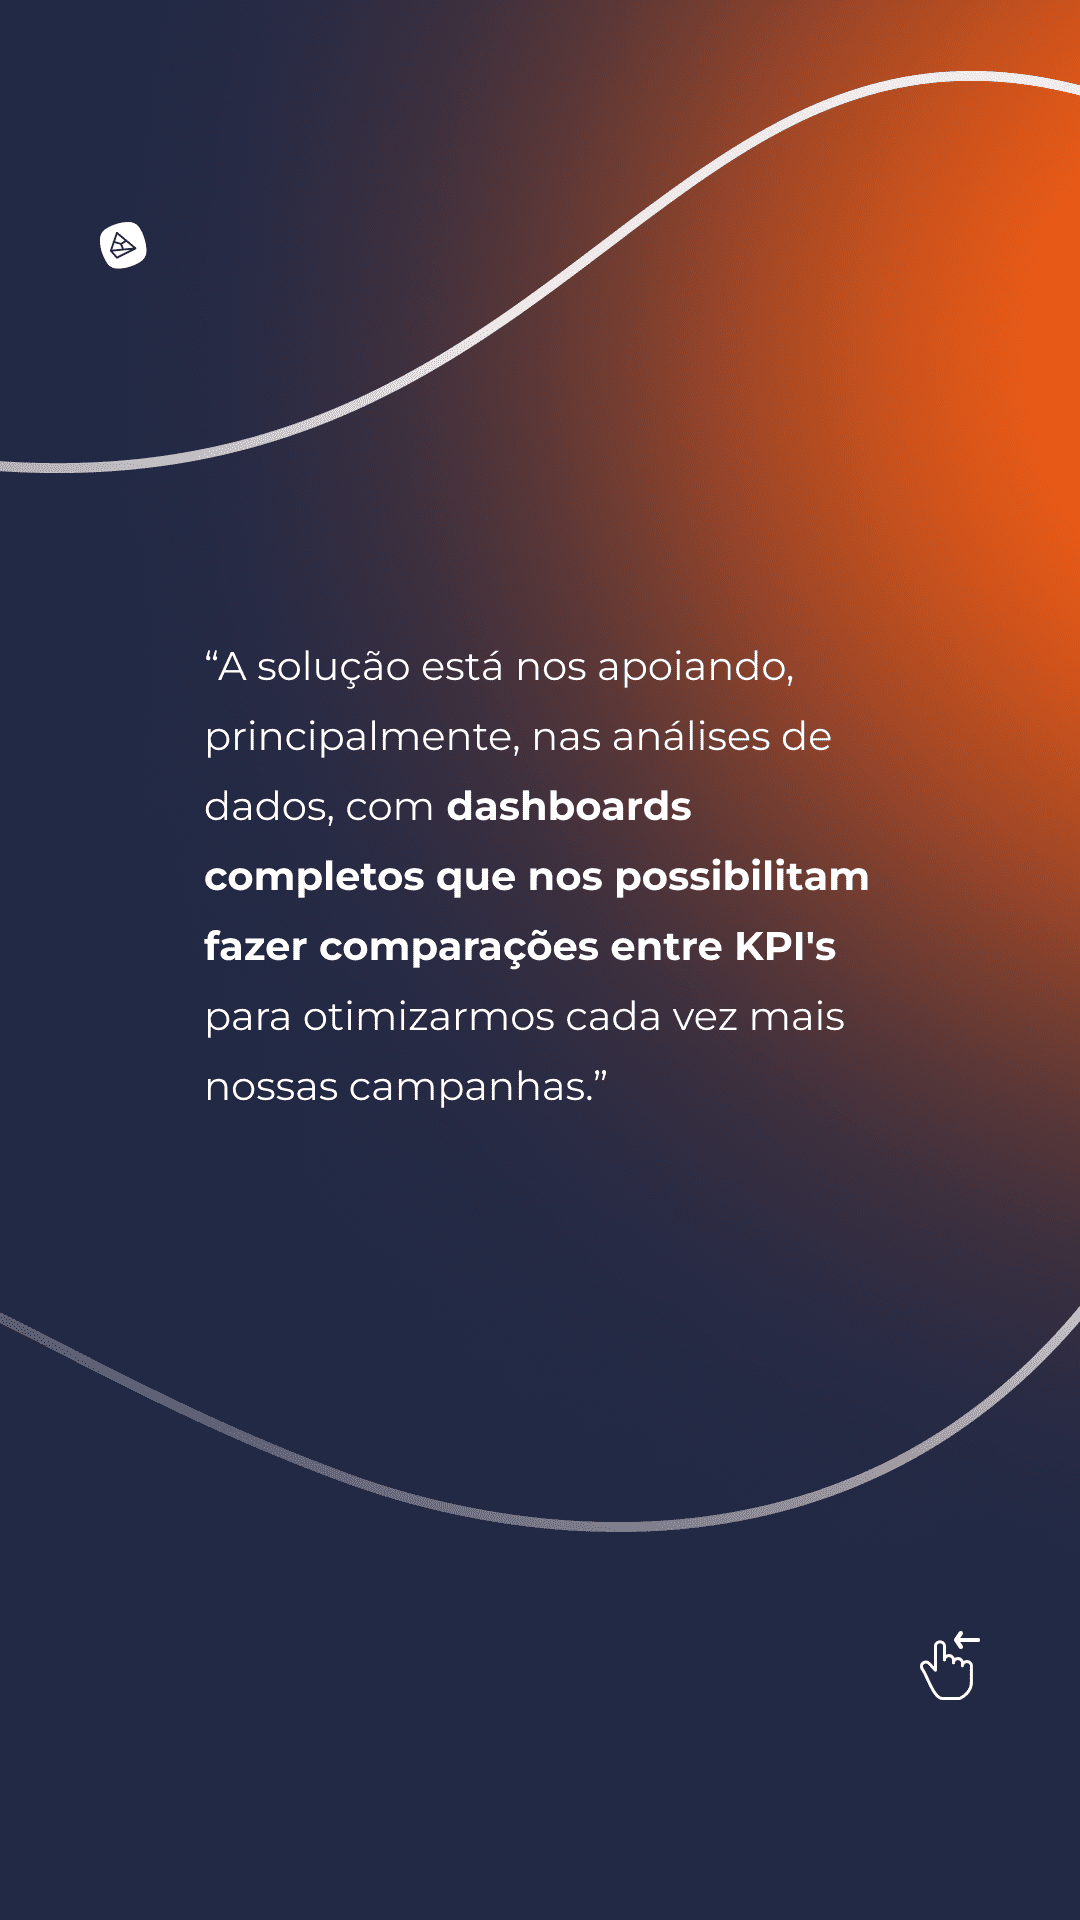 “A solução está nos apoiando,
principalmente, nas análises de
dados, com dashboards
completos que nos possibilitam
fazer comparações entre KPI's
para otimizarmos cada vez mais
nossas campanhas.”